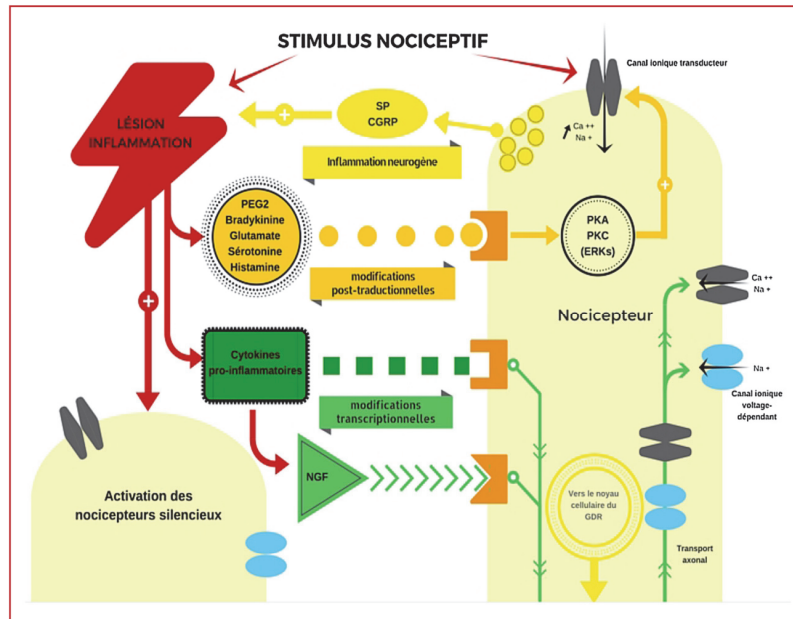 STIMULUS NOCICEPTIF
Canal ionique transducteur
LÉSION
INFLAMMATION
SP
CGRP
Ca ++
Na +
Inflammation neurogène
PEG2
Bradykinine
Glutamate
Sérotonine
Histamine
PKA
PKC
(ERKs)
modifications
post-traductionnelles
Nocicepteur
Ca ++
Na +
Cytokines
pro-inflammatoires
Na +
Canal ionique
voltage-
dépendant
modifications
transcriptionnelles
NGF
Activation des
nocicepteurs silencieux
Vers le noyau
cellulaire du
GDR
Transport
axonal